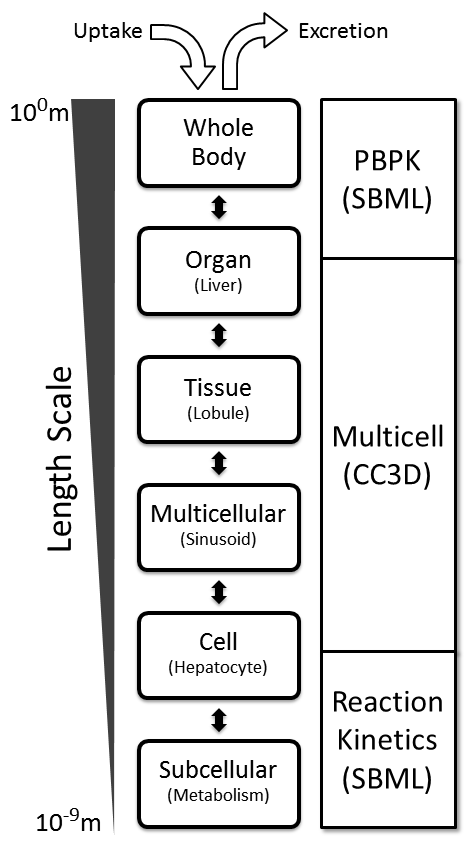 Uptake
Excretion
10⁰m
Whole
Body
PBPK
(SBML)
Organ
(Liver)
Tissue
(Lobule)
Length Scale
Multicell
(CC3D)
Multicellular
(Sinusoid)
Cell
(Hepatocyte)
Reaction
Kinetics
(SBML)
Subcellular
(Metabolism)
10⁻⁹m